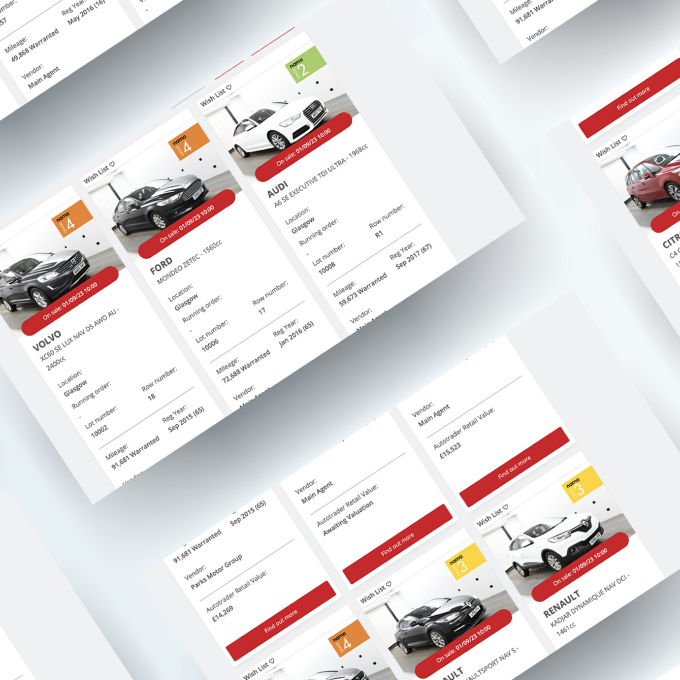 Reg Year:
May 2016 (16)
Mileage:
49,868 Warranted
Vendor:
Main Agent
Mileage:
91,681 Warranted
Vendor:
Wish List ♡
nama
4
On sale: 01/09/23 10:00
VOLVO
XC60 SE LUX NAV D5 AWD AU -
2400cc
Location:
Glasgow
Running order:
-
Lot number:
10002
Row number:
18
Mileage:
91,681 Warranted
Reg Year:
Sep 2015 (65)
Wish List ♡
nama
4
On sale: 01/09/23 10:00
FORD
MONDEO ZETEC - 1560cc
Location:
Glasgow
Running order:
-
Lot number:
10006
Row number:
17
Mileage:
72,688 Warranted
Reg Year:
Jan 2016 (65)
Vendor:
nama
2
On sale: 01/09/23 10:00
AUDI
A6 SE EXECUTIVE TDI ULTRA - 1968cc
Location:
Glasgow
Running order:
-
Lot number:
10008
Row number:
R1
Mileage:
59,673 Warranted
Reg Year:
Sep 2017 (67)
Vendor:
Main Agent
Find out more
Wish List ♡
On
CITR
C4
91,681 Warranted
Sep 2015 (65)
Vendor:
Parks Motor Group
Autotrader Retail Value:
£14,269
Find out more
Wish List ♡
nama
4
Vendor:
Main Agent
Autotrader Retail Value:
Awaiting Valuation
Find out more
Wish List ♡
nama
3
On sale: 01/09/23 10:00
AULT
AULTSPORT NAV S -
Vendor:
Main Agent
Autotrader Retail Value:
£15,523
Find out more
Wish List ♡
nama
3
On sale: 01/09/23 10:00
RENAULT
KADJAR DYNAMIQUE NAV DCI -
1461cc